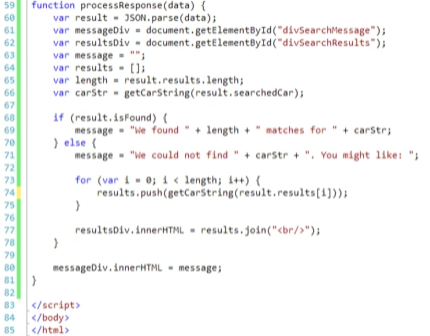 59 function processResponse(data) {
60     var result = JSON.parse(data);
61     var messageDiv = document.getElementById("divSearchMessage");
62     var resultsDiv = document.getElementById("divSearchResults");
63     var message = "";
64     var results = [];
65     var length = result.results.length;
66     var carStr = getCarString(result.searchedCar);
67
68     if (result.isFound) {
69         message = "We found " + length + " matches for " + carStr;
70     } else {
71         message = "We could not find " + carStr + ". You might like: ";
72
73         for (var i = 0; i < length; i++) {
74             results.push(getCarString(result.results[i]));
75         }
76
77         resultsDiv.innerHTML = results.join("<br/>");
78     }
79
80     messageDiv.innerHTML = message;
81 }
82
83 </script>
84 </body>
85 </html>